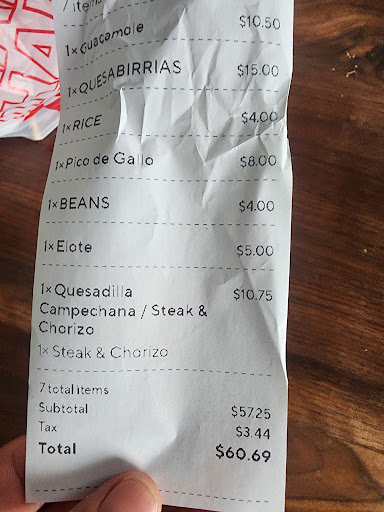 7 items
1x Guacamole $10.50
1x QUESABIRRIAS $15.00
1x RICE $4.00
1x Pico de Gallo $8.00
1x BEANS $4.00
1x Elote $5.00
1x Quesadilla $10.75
Campechana / Steak &
Chorizo
1x Steak & Chorizo
7 total items
Subtotal $57.25
Tax $3.44
Total $60.69